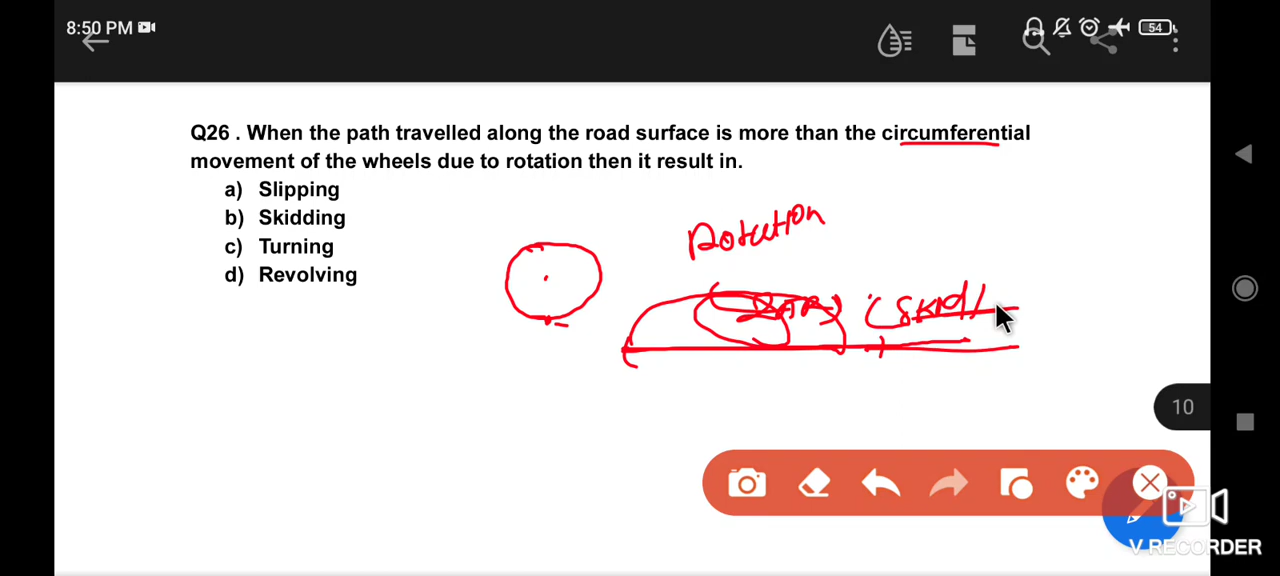 8:50 PM
54
Q26 . When the path travelled along the road surface is more than the circumferential
movement of the wheels due to rotation then it result in.
a) Slipping
b) Skidding
c) Turning
d) Revolving
Rotation
(Skid)
10
V RECORDER